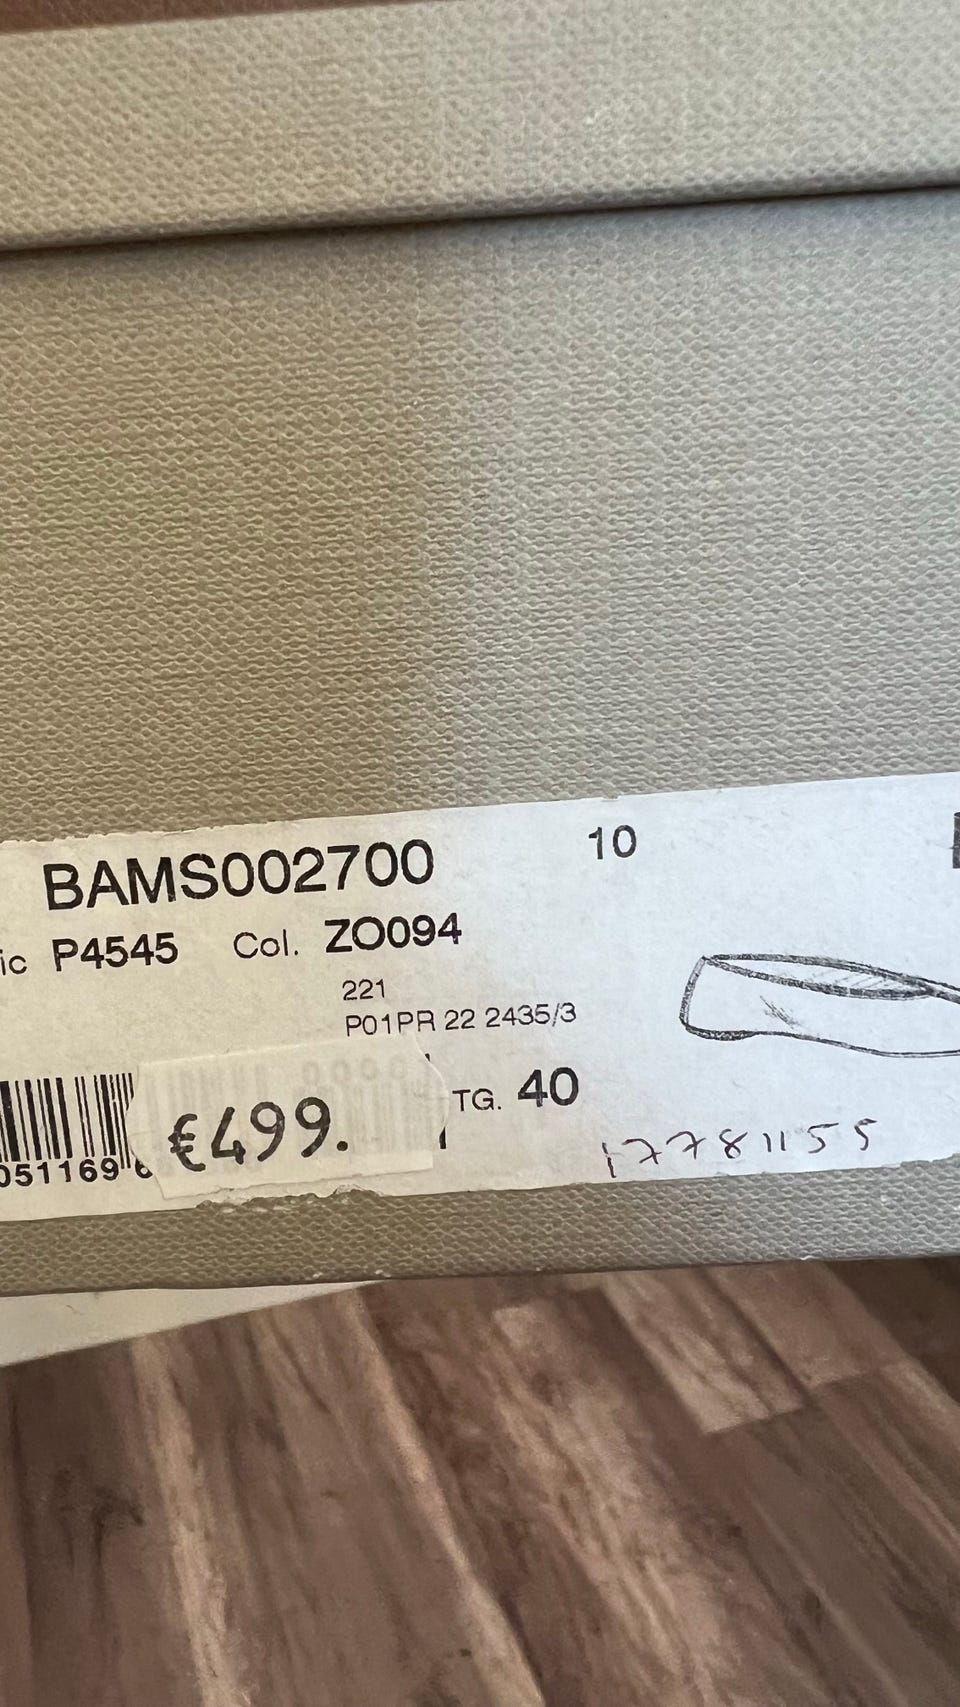 BAMS002700 10
ic P4545 Col. ZO094
221
P01PR 22 2435/3
TG. 40
€499.
051169
17781155